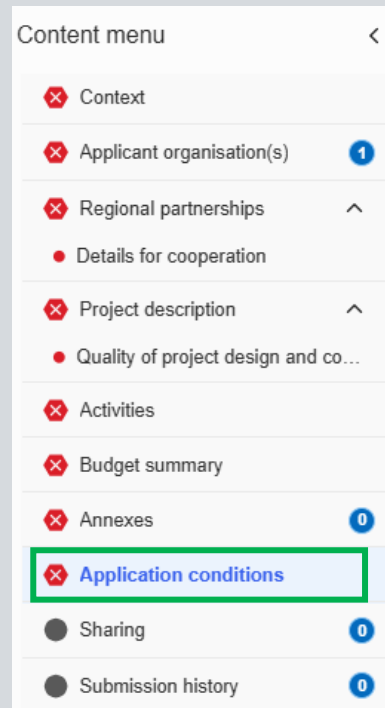 Content menu
Context
Applicant organisation(s) 1
Regional partnerships
Details for cooperation
Project description
Quality of project design and co...
Activities
Budget summary
Annexes 0
Application conditions
Sharing 0
Submission history 0